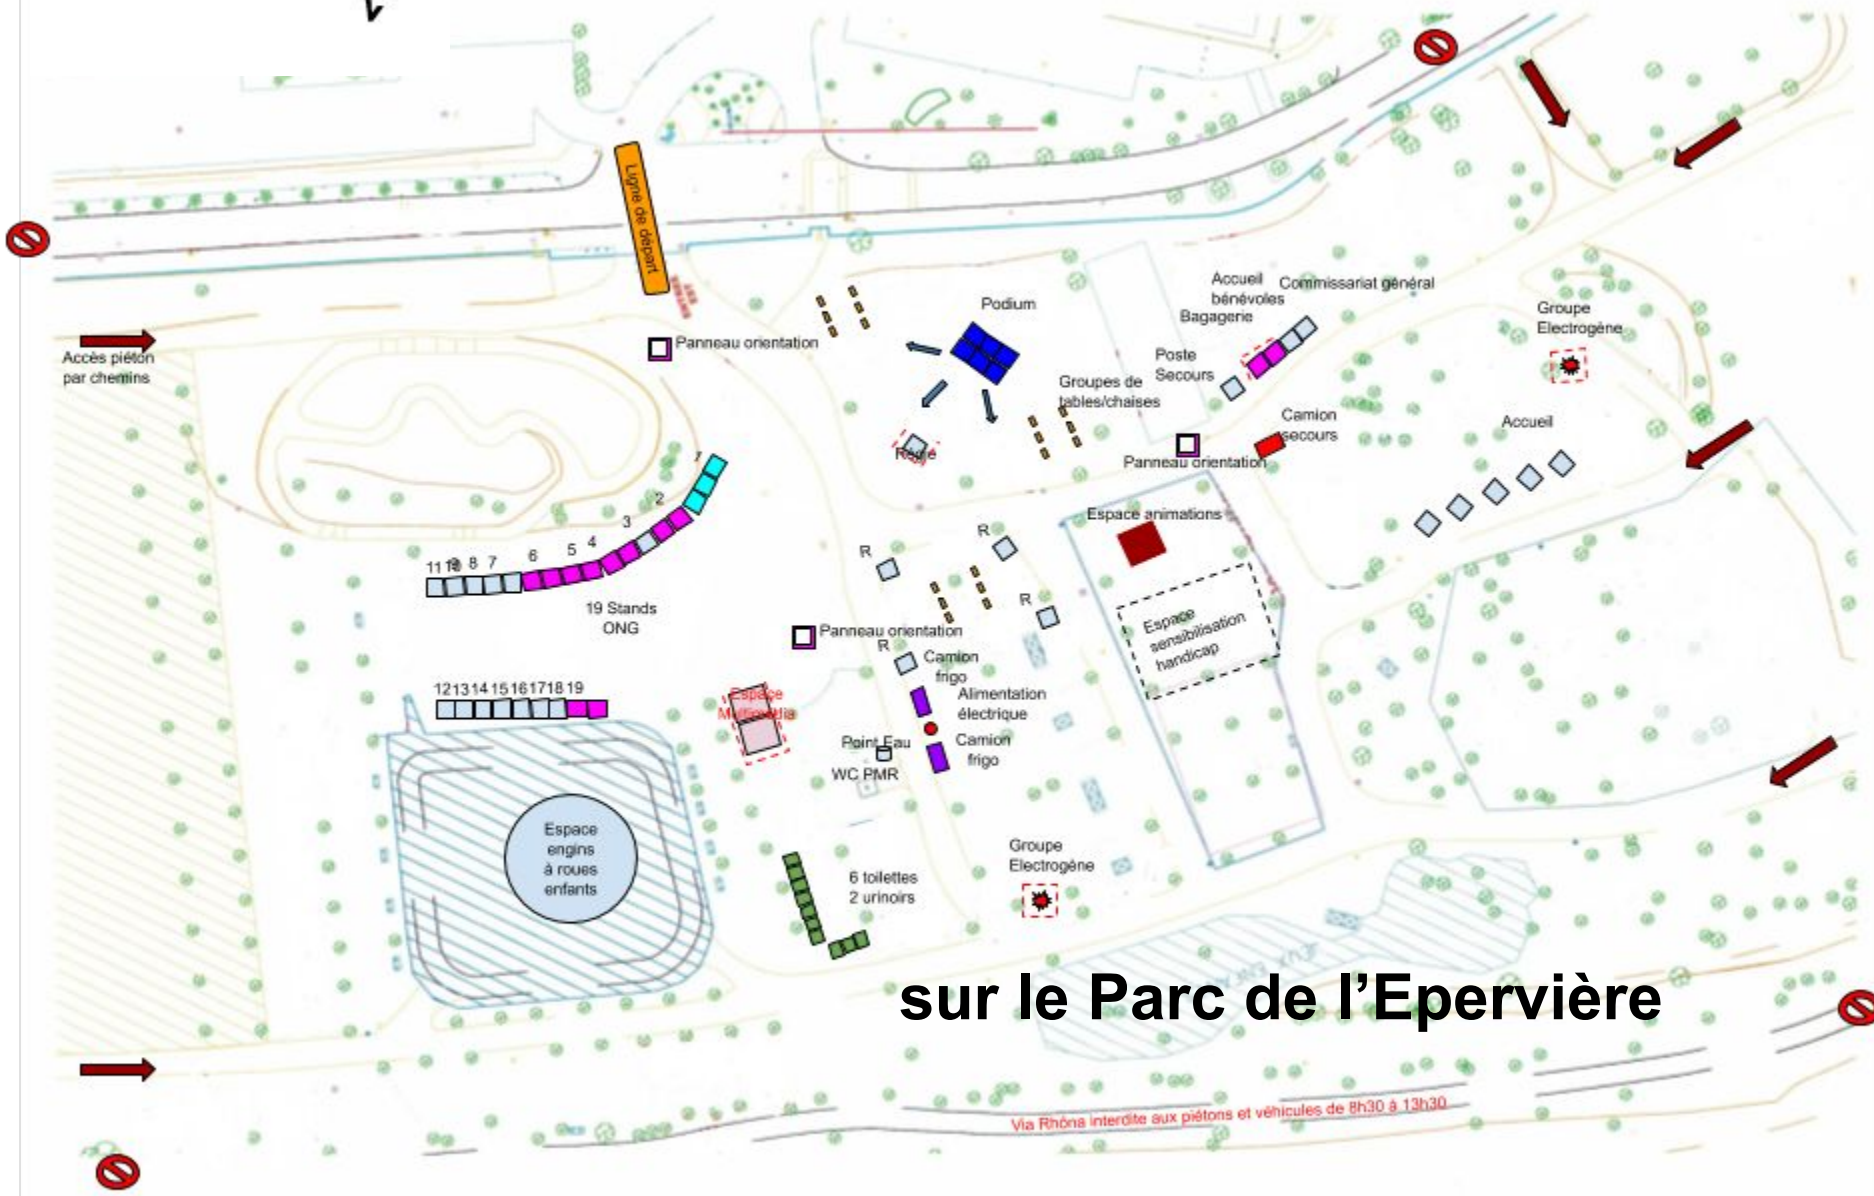 Ligne de départ
Accès piéton
par chemins
Panneau orientation
Podium
Accueil
bénévoles
Commissariat général
Bagagerie
Poste
Secours
Groupe
Electrogène
Groupes de
tables/chaises
Camion
secours
Accueil
Régie
Panneau orientation
Espace animations
1
2
3
4
5
6
7
8
9
10
11
19 Stands
ONG
R
R
R
R
Panneau orientation
Espace
sensibilisation
handicap
Camion
frigo
Alimentation
électrique
Camion
frigo
12 13 14 15 16 17 18 19
Espace
Multimédia
Point Eau
WC PMR
Espace
engins
à roues
enfants
6 toilettes
2 urinoirs
Groupe
Electrogène
sur le Parc de l'Epervière
Via Rhôna interdite aux piétons et véhicules de 8h30 à 13h30